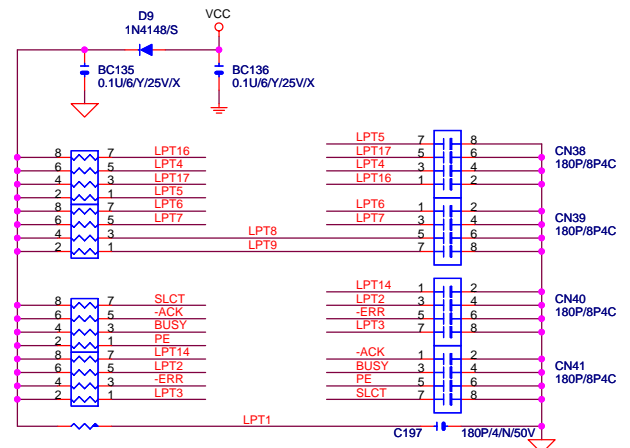 D9
VCC
1N4148/S
BC135
0.1U/6/Y/25V/X
BC136
0.1U/6/Y/25V/X
8 7 LPT16
6 5 LPT4
4 3 LPT17
2 1 LPT5
8 7 LPT6
6 5 LPT7
4 3 LPT8
2 1 LPT9
LPT5 7 8
LPT17 5 6
LPT4 3 4
LPT16 1 2
CN38
180P/8P4C
LPT6 1 2
LPT7 3 4
5 6
7 8
CN39
180P/8P4C
8 7 SLCT
6 5 -ACK
4 3 BUSY
2 1 PE
8 7 LPT14
6 5 LPT2
4 3 -ERR
2 1 LPT3
LPT14 1 2
LPT2 3 4
-ERR 5 6
LPT3 7 8
CN40
180P/8P4C
-ACK 1 2
BUSY 3 4
PE 5 6
SLCT 7 8
CN41
180P/8P4C
LPT1
C197 180P/4/N/50V